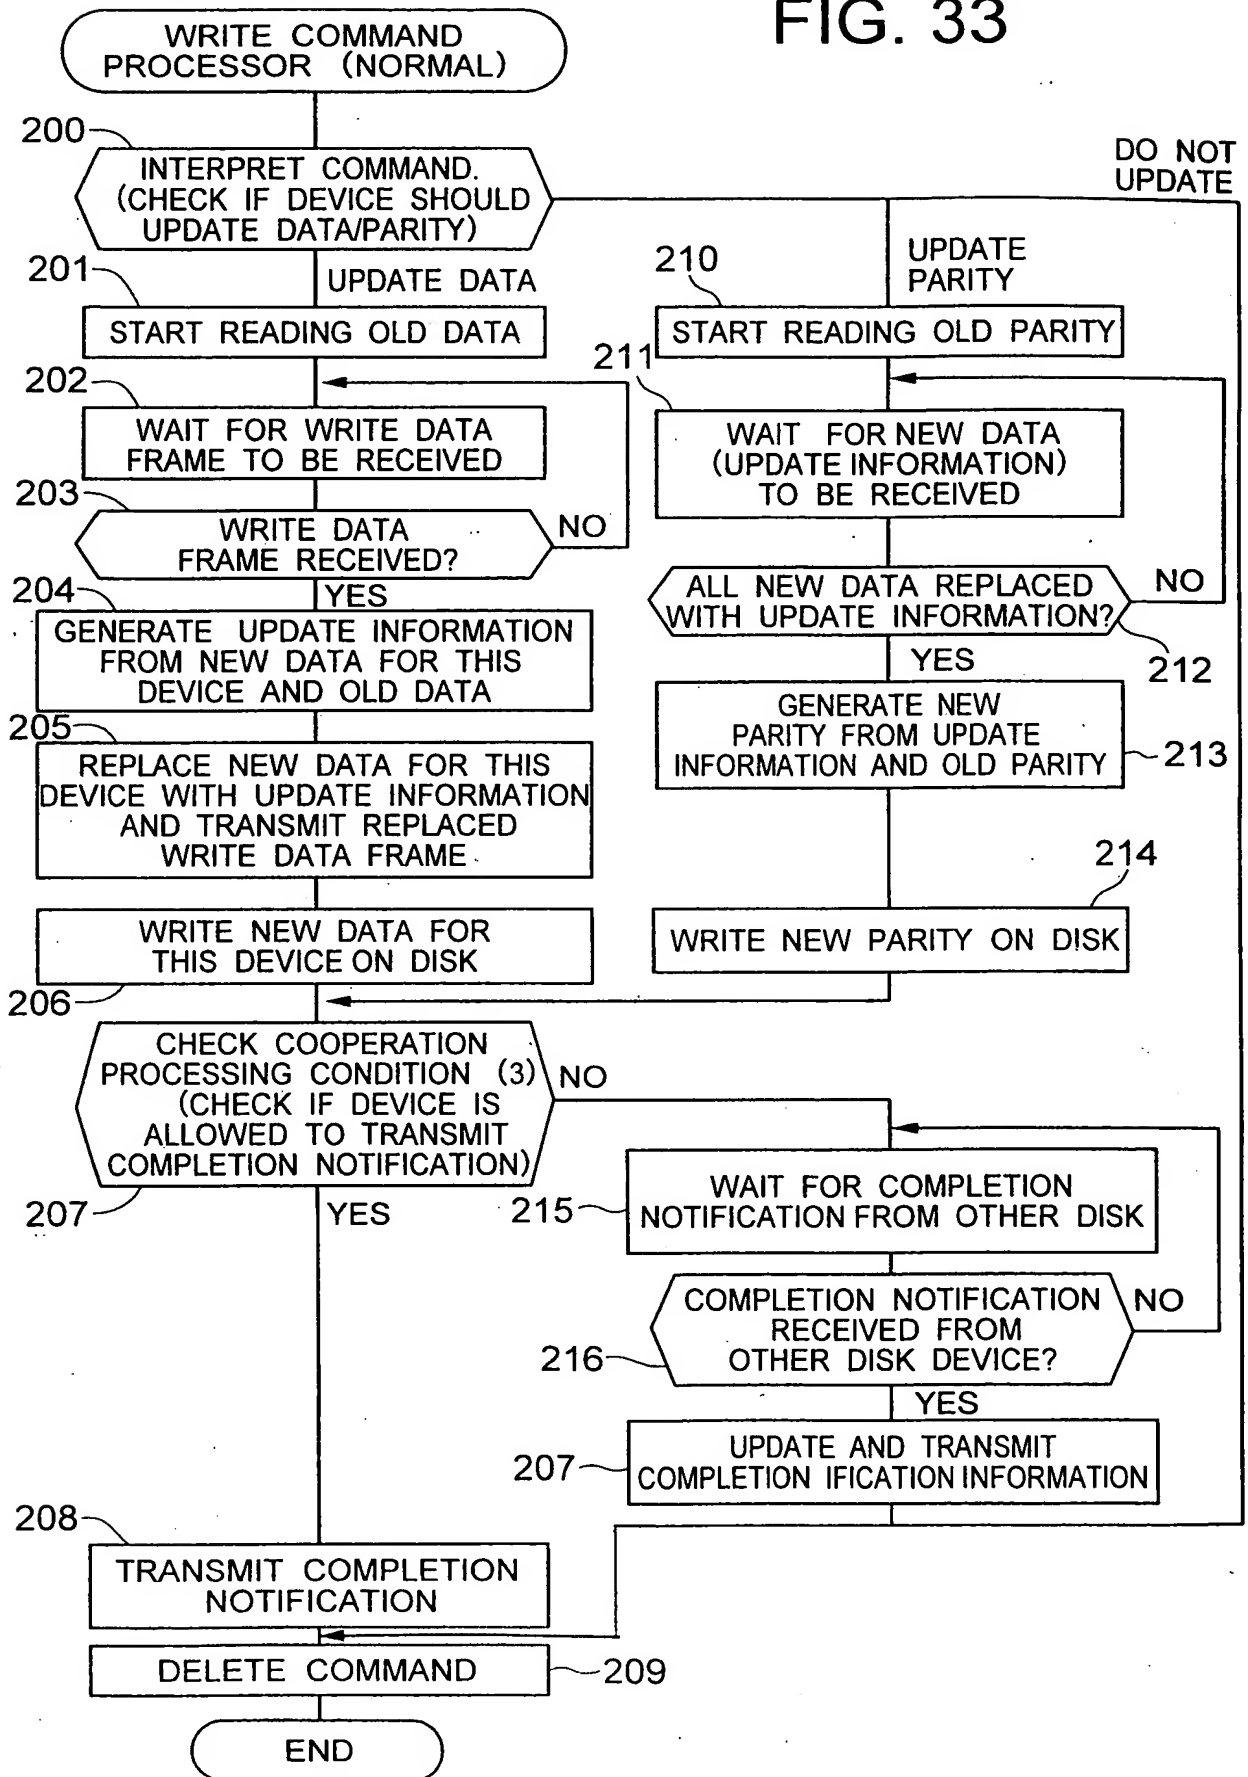 FIG. 33
WRITE COMMAND
PROCESSOR (NORMAL)
200
INTERPRET COMMAND.
(CHECK IF DEVICE SHOULD
UPDATE DATA/PARITY)
DO NOT
UPDATE
UPDATE DATA
UPDATE
PARITY
201
START READING OLD DATA
210
START READING OLD PARITY
202
WAIT FOR WRITE DATA
FRAME TO BE RECEIVED
211
WAIT FOR NEW DATA
(UPDATE INFORMATION)
TO BE RECEIVED
203
WRITE DATA
FRAME RECEIVED?
NO
YES
ALL NEW DATA REPLACED
WITH UPDATE INFORMATION?
NO
212
YES
204
GENERATE UPDATE INFORMATION
FROM NEW DATA FOR THIS
DEVICE AND OLD DATA
GENERATE NEW
PARITY FROM UPDATE
INFORMATION AND OLD PARITY
213
205
REPLACE NEW DATA FOR THIS
DEVICE WITH UPDATE INFORMATION
AND TRANSMIT REPLACED
WRITE DATA FRAME
214
WRITE NEW PARITY ON DISK
WRITE NEW DATA FOR
THIS DEVICE ON DISK
206
CHECK COOPERATION
PROCESSING CONDITION (3)
(CHECK IF DEVICE IS
ALLOWED TO TRANSMIT
COMPLETION NOTIFICATION)
NO
207
YES
215
WAIT FOR COMPLETION
NOTIFICATION FROM OTHER DISK
COMPLETION NOTIFICATION
RECEIVED FROM
OTHER DISK DEVICE?
NO
216
YES
207
UPDATE AND TRANSMIT
COMPLETION IFICATION INFORMATION
208
TRANSMIT COMPLETION
NOTIFICATION
DELETE COMMAND
209
END